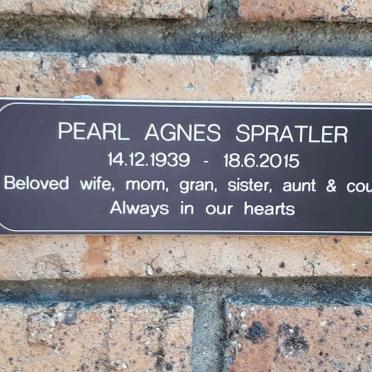 PEARL AGNES SPRATLER
14.12.1939 - 18.6.2015
Beloved wife, mom, gran, sister, aunt &
Always in our hearts